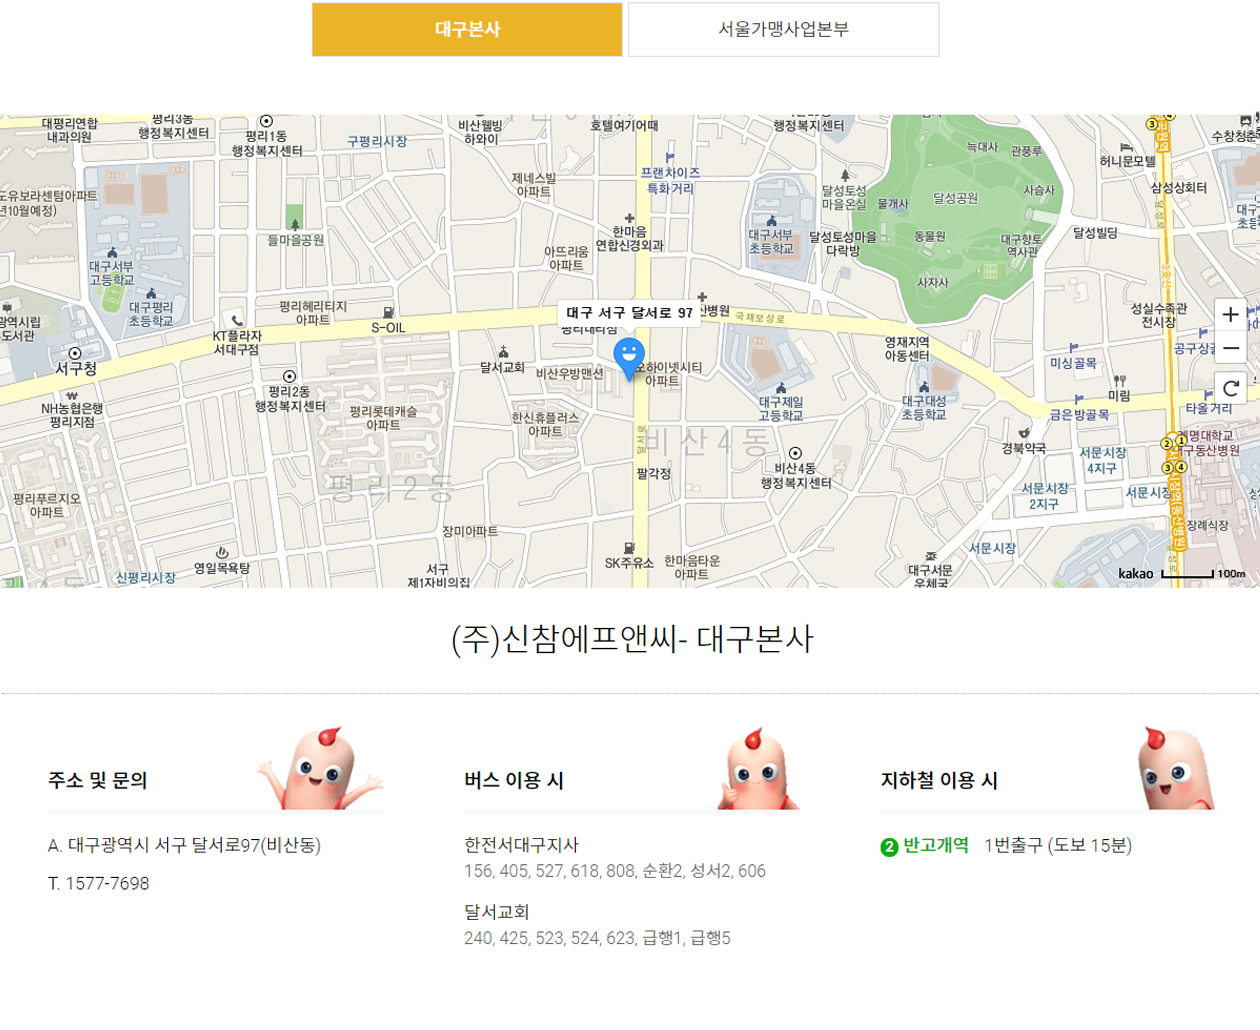 대구본사
서울가맹사업본부
대평리연합
내과의원
평리3동
행정복지센터
평리1동
행정복지센터
구평리시장
비산웰빙
하와이
호텔여기어때
행정복지센터
프랜차이즈
특화거리
제네스빌
아파트
달성토성
마을온실
물개사
늑대사
관풍루
허니문모텔
수창청춘
사슴사
삼성상회터
달성공원
도유보라센텀아파트
년10월예정)
들마을공원
한마음
연합신경외과
대구서부
초등학교
달성토성마을
다락방
동물원
대구향토
역사관
달성빌딩
달성로
대구서부
고등학교
아뜨리움
아파트
사자사
3호선
대구평리
초등학교
평리헤리티지
아파트
S-OIL
대구 서구 달서로 97
산병원
국채보상로
성실수족관
전시장
광역시립
도서관
KT플라자
서대구점
평리네거리
영재지역
아동센터
공구상골
미싱골목
서구청
달서교회
비산우방맨션
오하이넷시티
아파트
미림
타올거리
NH농협은행
평리지점
평리2동
행정복지센터
평리롯데캐슬
아파트
한신휴플러스
아파트
대구제일
고등학교
대구대성
초등학교
금은방골목
달서로
비산4동
경북약국
계명대학교
대구동산병원
서문시장
4지구
팔각정
비산4동
행정복지센터
평리2동
서문시장
2지구
서문시장
평리푸르지오
아파트
장미아파트
장례식장
영일목욕탕
신평리시장
서구
제1자비의집
SK주유소
한마음타운
아파트
서문시장
대구서문
우체국
kakao
100m
(주)신참에프앤씨- 대구본사
주소 및 문의
A. 대구광역시 서구 달서로97(비산동)
T. 1577-7698
버스 이용 시
한전서대구지사
156, 405, 527, 618, 808, 순환2, 성서2, 606
달서교회
240, 425, 523, 524, 623, 급행1, 급행5
지하철 이용 시
2 반고개역 1번출구 (도보 15분)